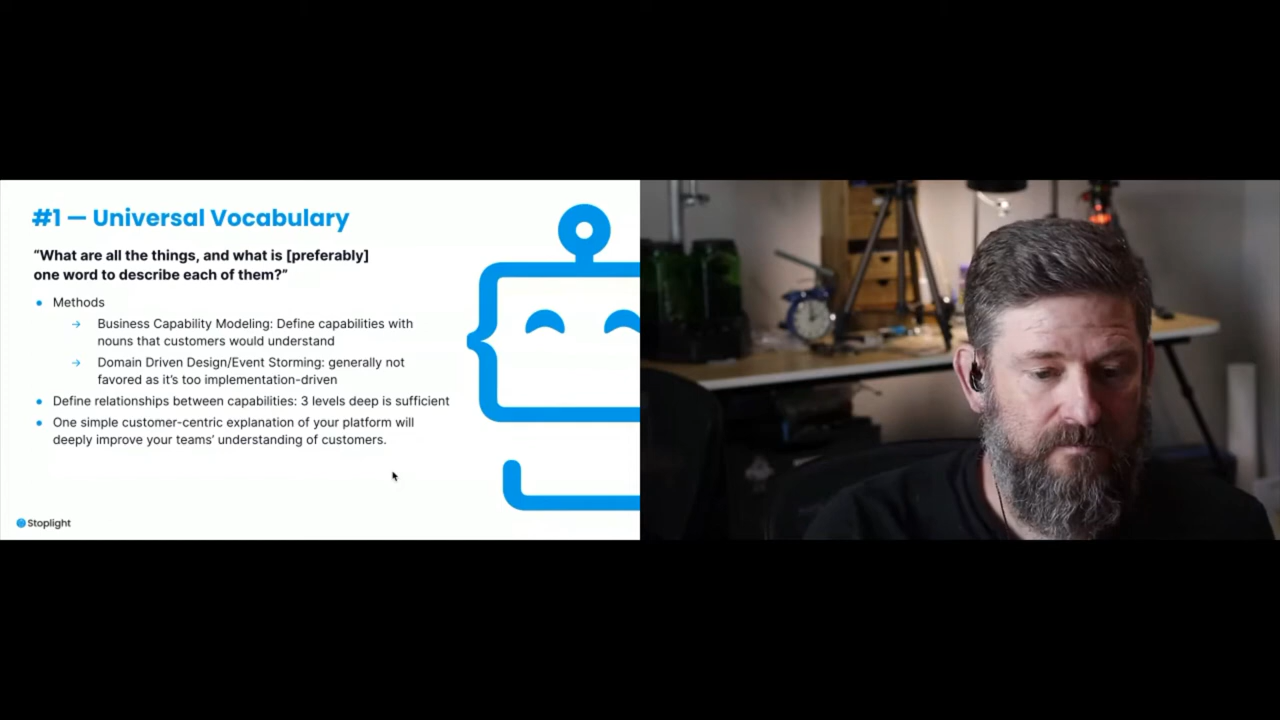 #1 — Universal Vocabulary
“What are all the things, and what is [preferably]
one word to describe each of them?”
• Methods
→ Business Capability Modeling: Define capabilities with
nouns that customers would understand
→ Domain Driven Design/Event Storming: generally not
favored as it’s too implementation-driven
• Define relationships between capabilities: 3 levels deep is sufficient
• One simple customer-centric explanation of your platform will
deeply improve your teams’ understanding of customers.
Stoplight